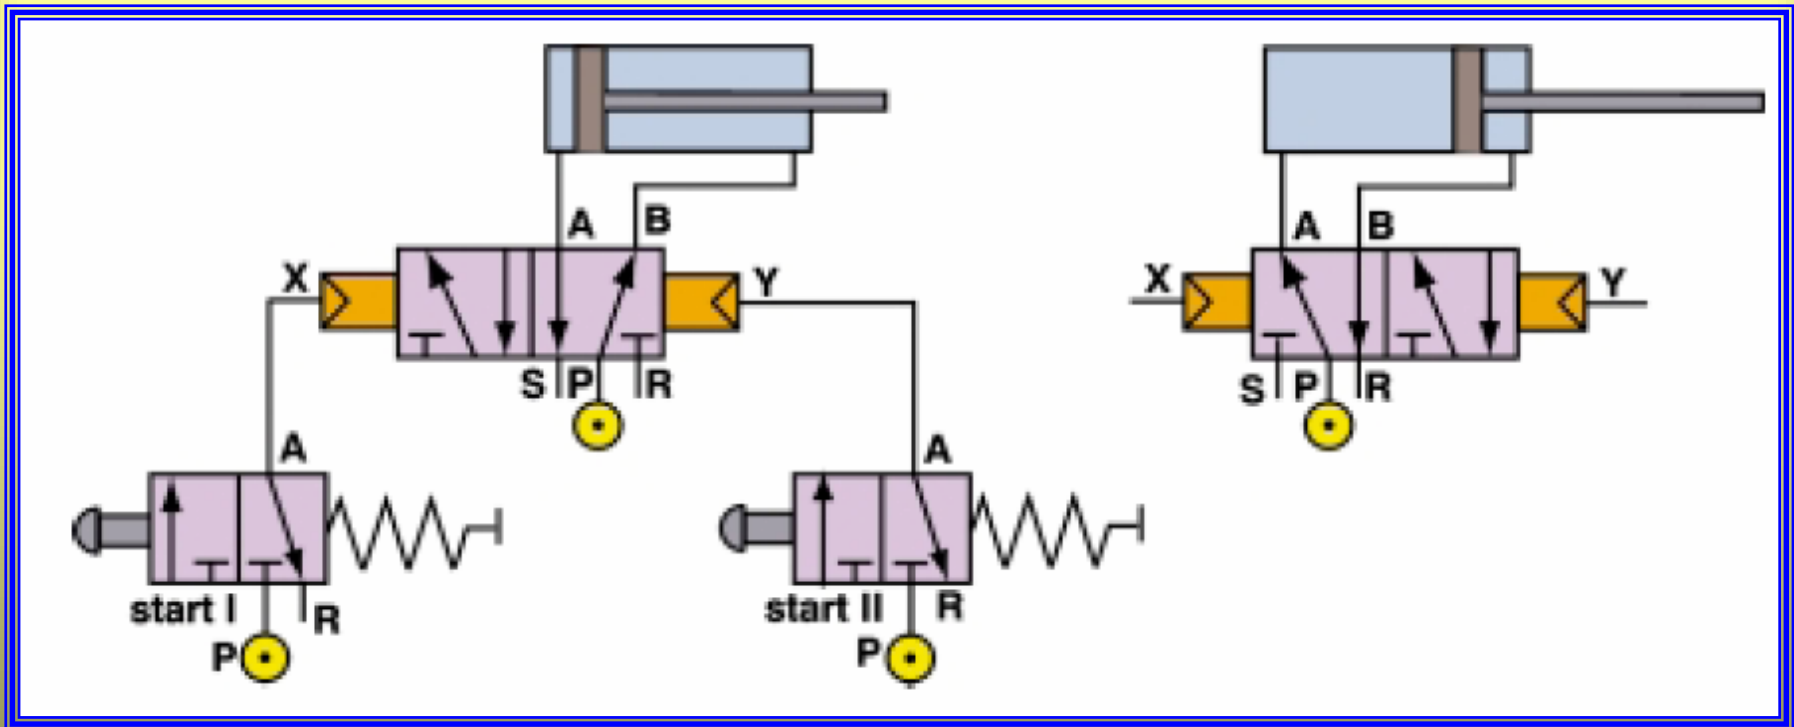 A B A B
X Y X Y
S P R S P R
A A
start I R start II R
P P